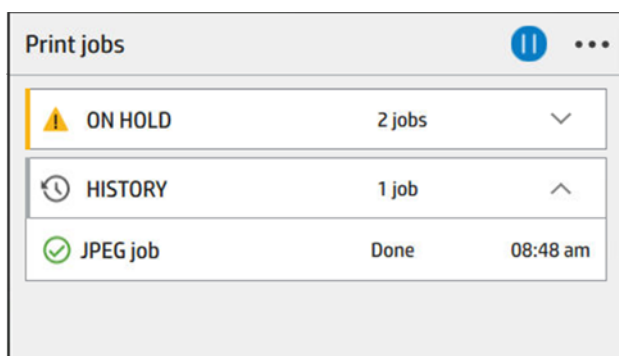 Print jobs
ON HOLD 2 jobs
HISTORY 1 job
JPEG job Done 08:48 am